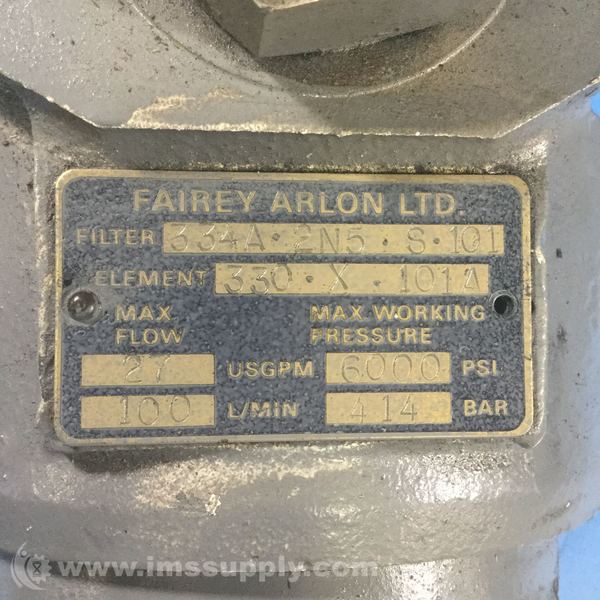 FAIREY ARLON LTD.
FILTER 334A·2N5·S·101
ELEMENT 330·X·101A
MAX. FLOW MAX. WORKING PRESSURE
27 USGPM 6000 PSI
100 L/MIN 414 BAR
www.imssupply.com